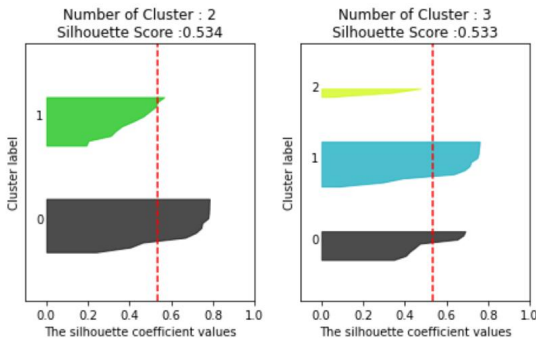 Number of Cluster : 2
Silhouette Score :0.534
Cluster label
1
0
0.0 0.2 0.4 0.6 0.8 1.0
The silhouette coefficient values
Number of Cluster : 3
Silhouette Score :0.533
Cluster label
2
1
0
0.0 0.2 0.4 0.6 0.8 1.0
The silhouette coefficient values